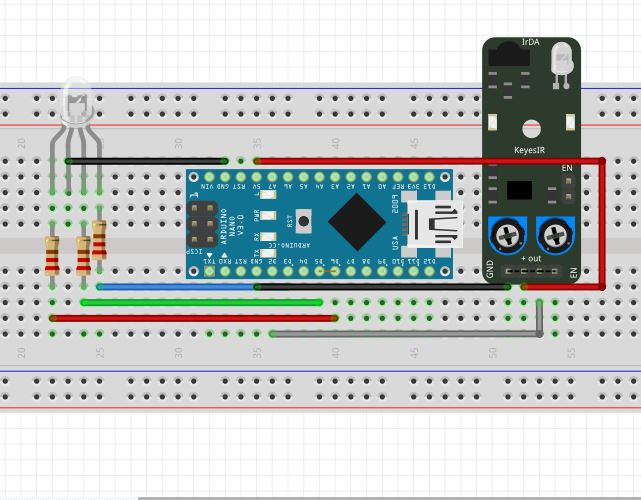 IrDA
20
25
30
35
40
45
KeyesIR
EN
VIN GND RST 5V A7 A6 A5 A4 A3 A2 A1 A0 REF 3V3 D13
L
PWR
RST
RX
TX
ARDUINO
NANO
V3.0
ARDUINO.CC
2009
USA
ICSP
TX1 RX0 RST GND D2 D3 D4 D5 D6 D7 D8 D9 D10 D11 D12
+ out
GND
EN
20
25
30
35
40
45
50
55